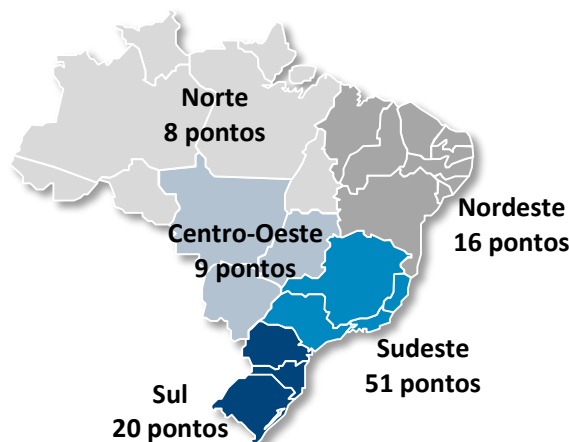 Norte
8 pontos
Nordeste
16 pontos
Centro-Oeste
9 pontos
Sudeste
51 pontos
Sul
20 pontos